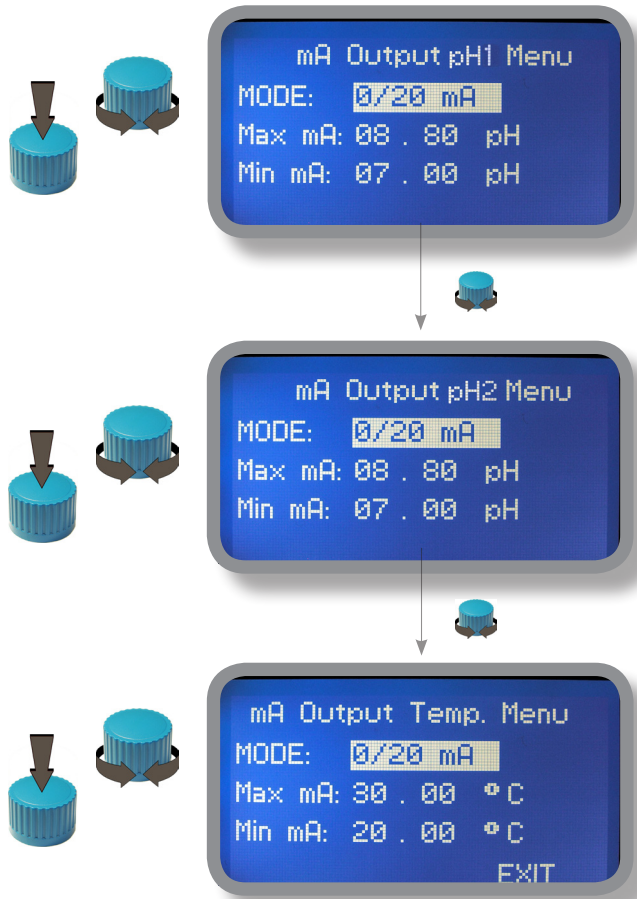 mA Output pH1 Menu
MODE: 0/20 mA
Max mA: 08 . 80 pH
Min mA: 07 . 00 pH
mA Output pH2 Menu
MODE: 0/20 mA
Max mA: 08 . 80 pH
Min mA: 07 . 00 pH
mA Output Temp. Menu
MODE: 0/20 mA
Max mA: 30 . 00 °C
Min mA: 20 . 00 °C
EXIT